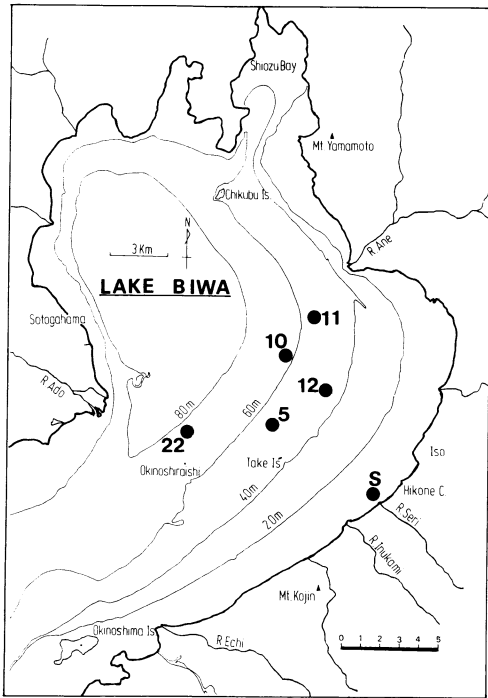 Shiozu Bay
Mt Yamamoto
Chikubu Is.
R Ane
N
3 Km
LAKE BIWA
Sotogahama
11
10
R Ado
12
80m
60m
5
22
Okinoshiraishi
Take Is
Iso
40m
S
Hikone C.
20m
R Seri
R Inukami
Mt. Kojin
Okinoshima Is
R Echi
0 1 2 3 4 5